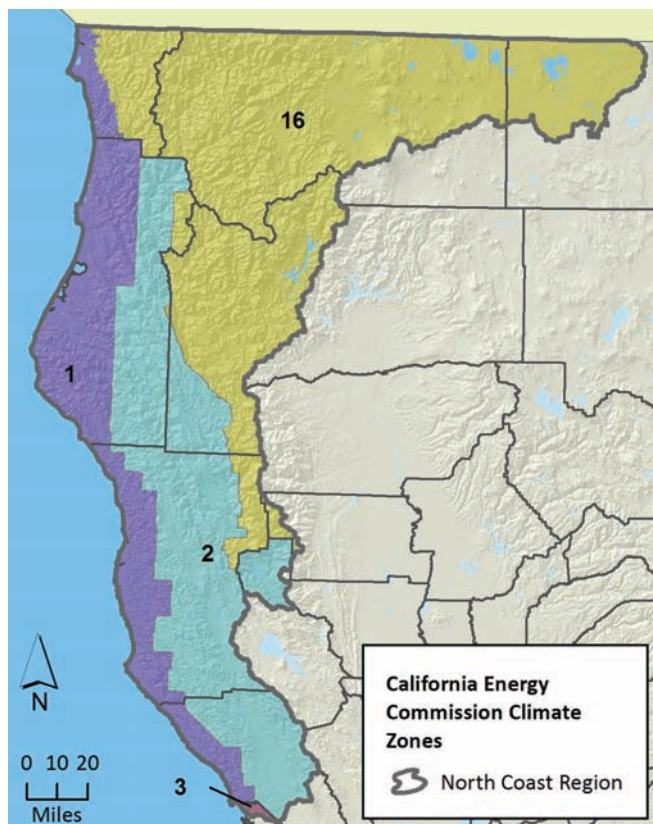 16
1
2
3
N
0 10 20
Miles
California Energy
Commission Climate
Zones
North Coast Region